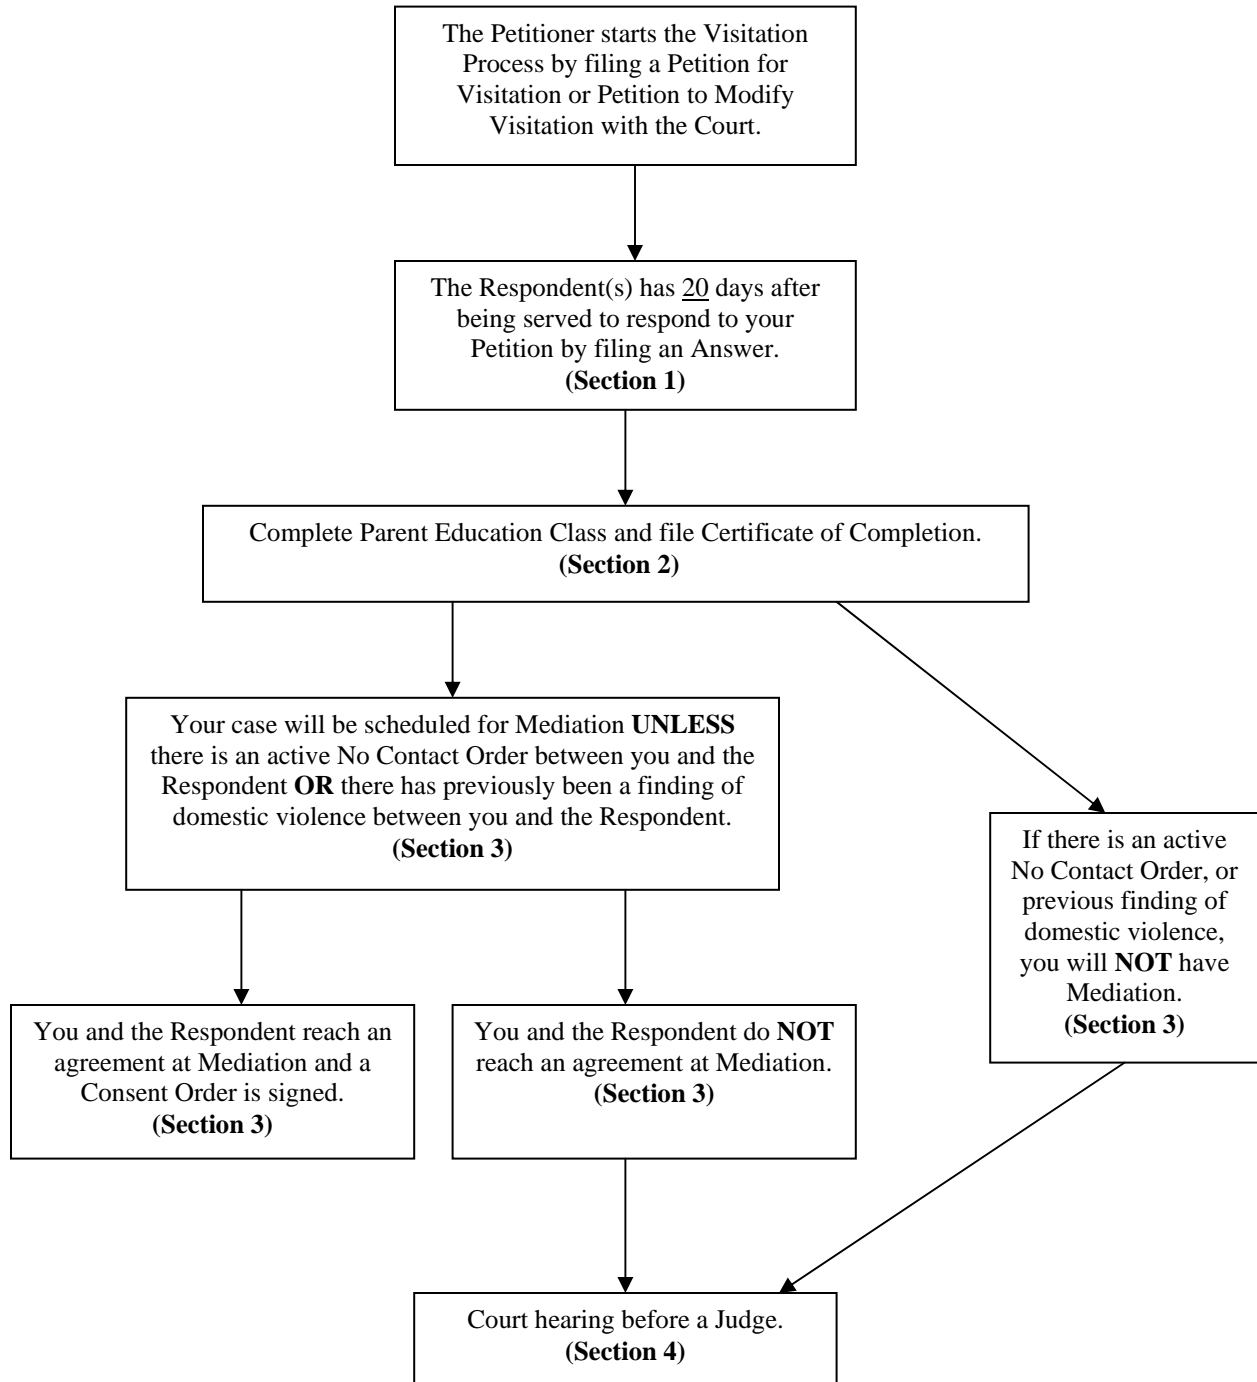 The Petitioner starts the Visitation
Process by filing a Petition for
Visitation or Petition to Modify
Visitation with the Court.
The Respondent(s) has 20 days after
being served to respond to your
Petition by filing an Answer.
(Section 1)
Complete Parent Education Class and file Certificate of Completion.
(Section 2)
Your case will be scheduled for Mediation UNLESS
there is an active No Contact Order between you and the
Respondent OR there has previously been a finding of
domestic violence between you and the Respondent.
(Section 3)
If there is an active
No Contact Order, or
previous finding of
domestic violence,
you will NOT have
Mediation.
(Section 3)
You and the Respondent reach an
agreement at Mediation and a
Consent Order is signed.
(Section 3)
You and the Respondent do NOT
reach an agreement at Mediation.
(Section 3)
Court hearing before a Judge.
(Section 4)